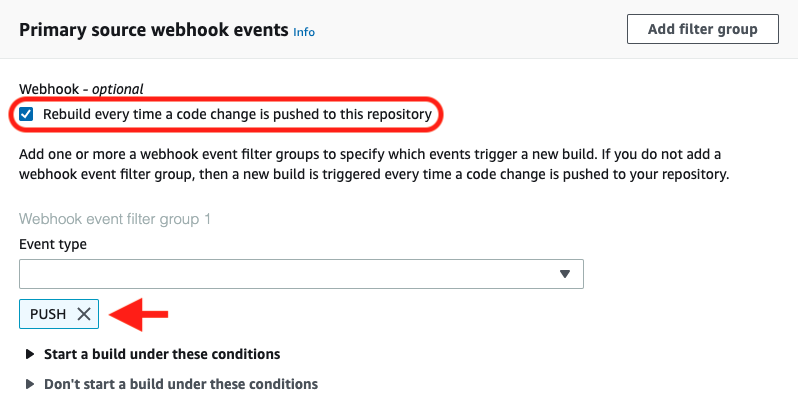 Primary source webhook events Info
Add filter group
Webhook - optional
Rebuild every time a code change is pushed to this repository
Add one or more a webhook event filter groups to specify which events trigger a new build. If you do not add a
webhook event filter group, then a new build is triggered every time a code change is pushed to your repository.
Webhook event filter group 1
Event type
PUSH
Start a build under these conditions
Don't start a build under these conditions